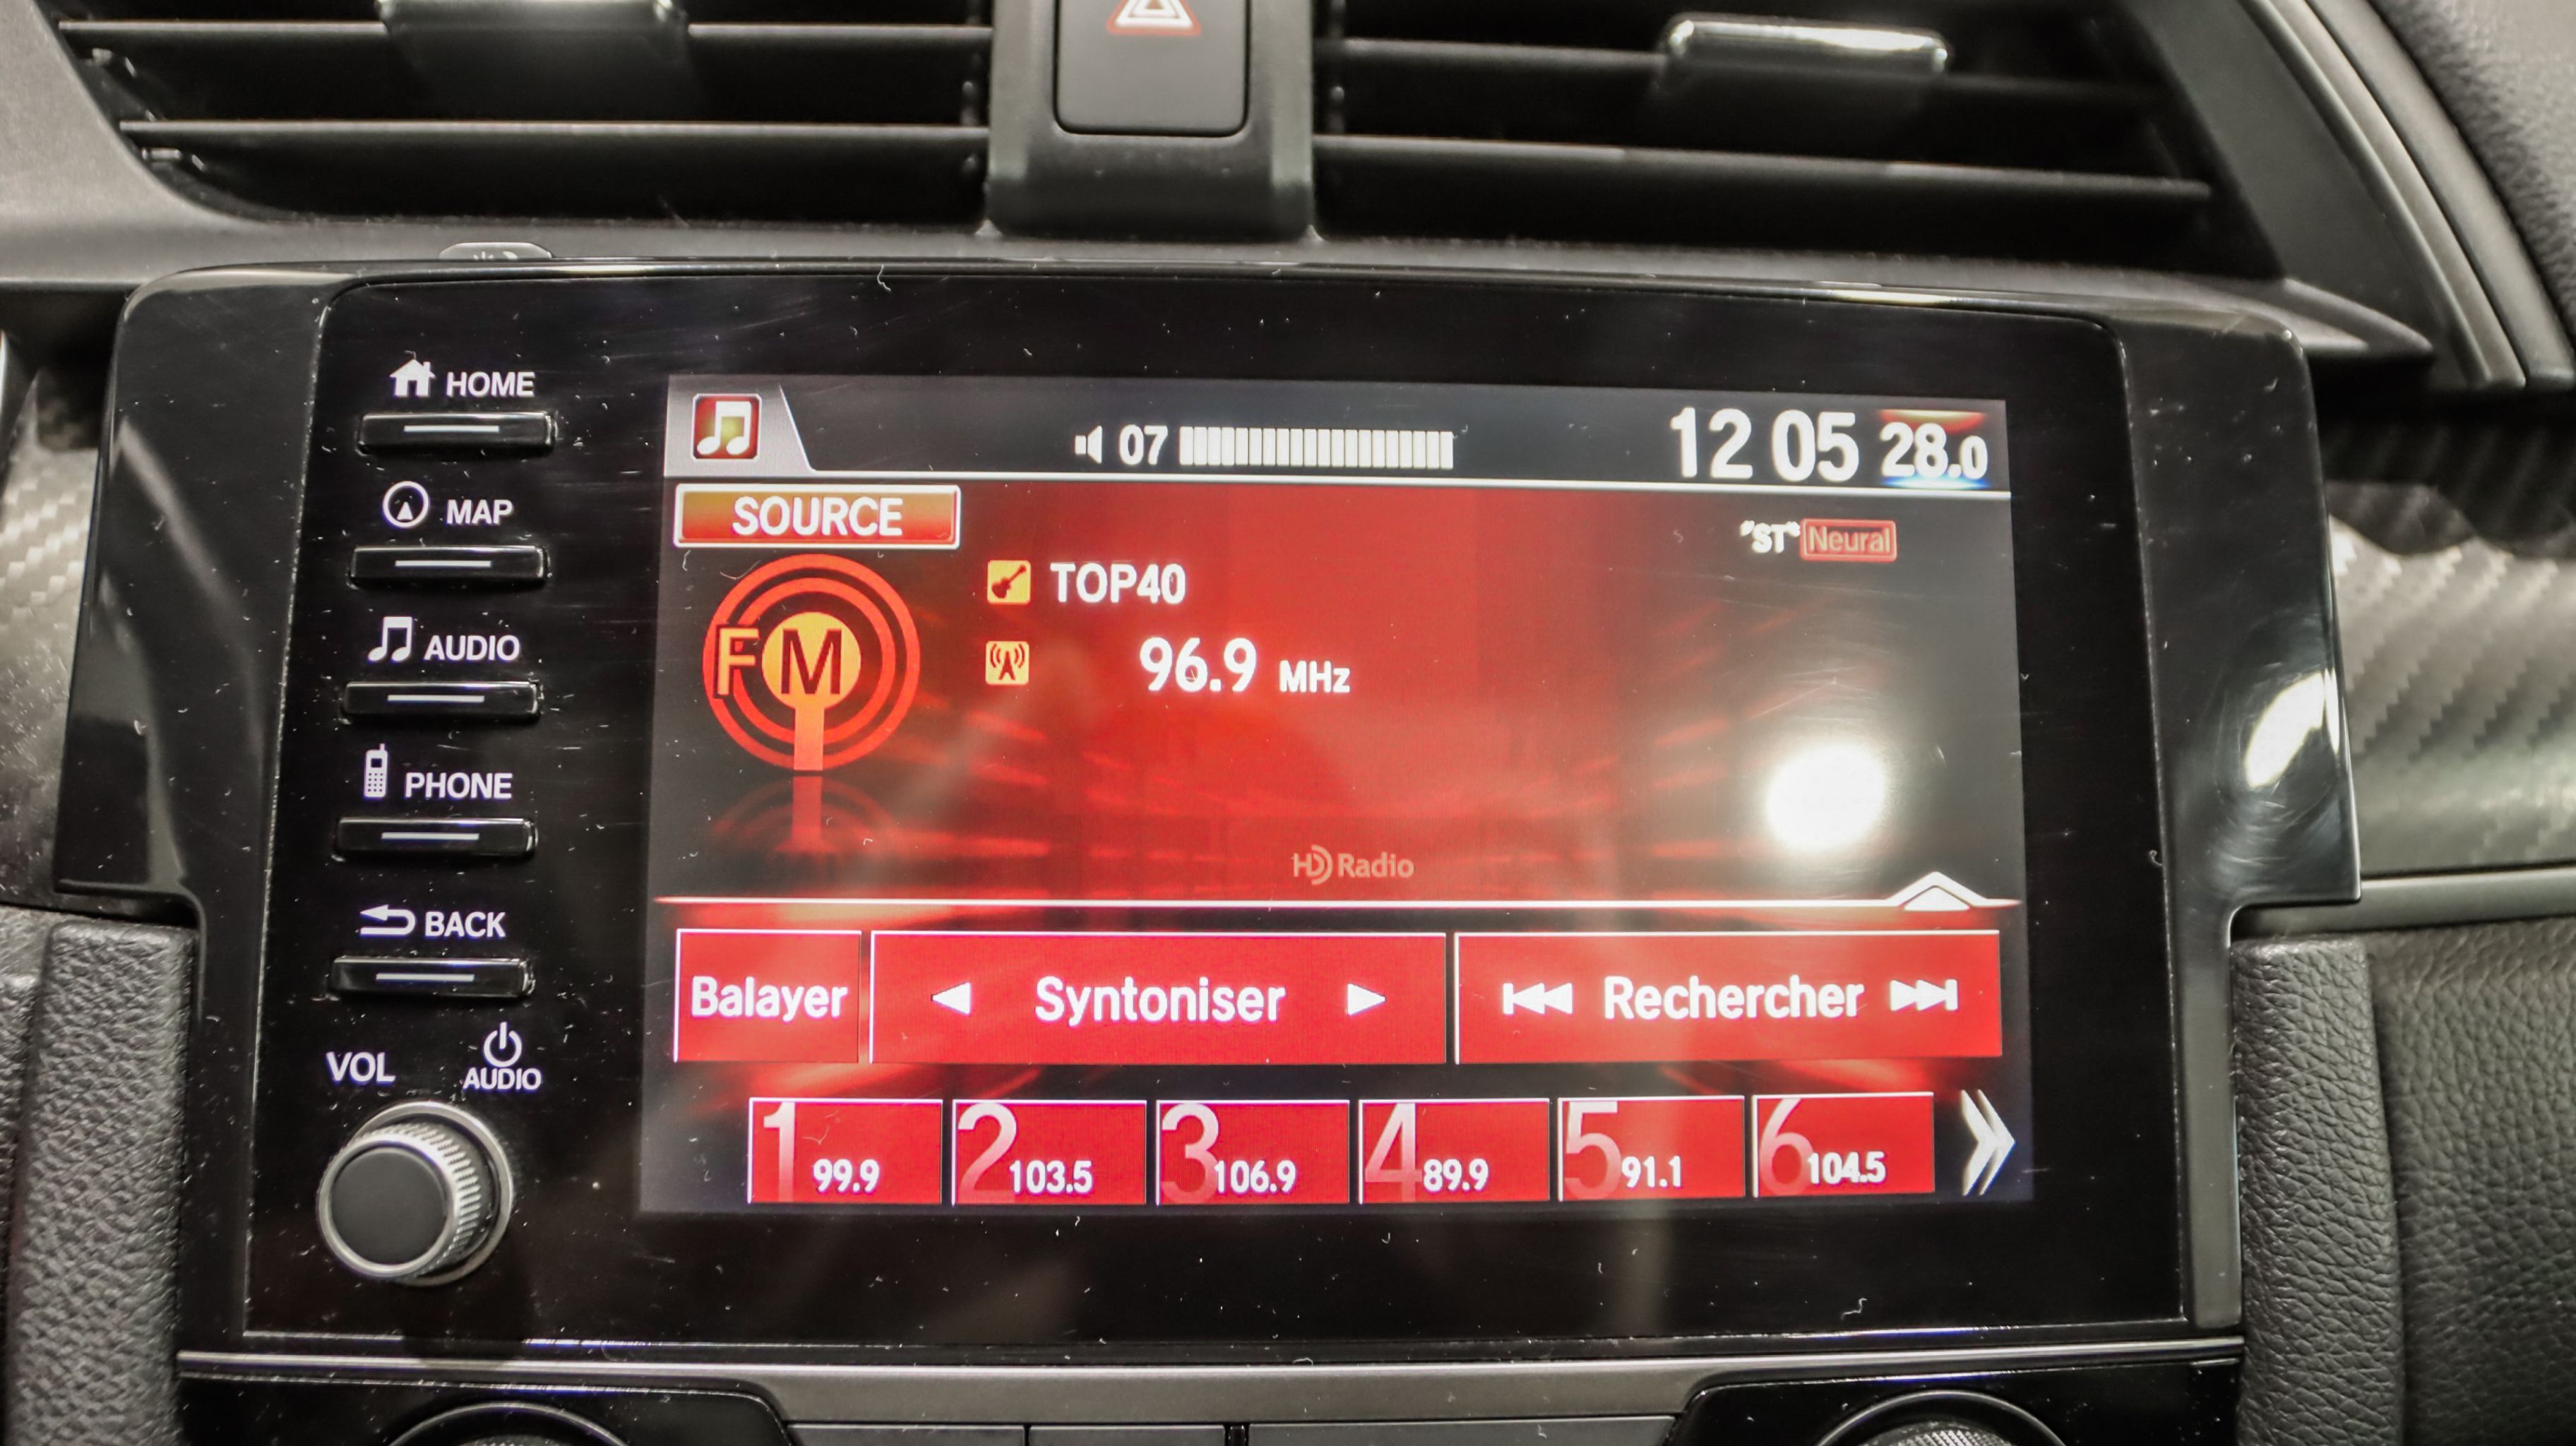 HOME
MAP
AUDIO
PHONE
BACK
VOL
AUDIO
07
12 05 28.0
SOURCE
"ST" Neural
TOP40
FM
96.9 MHz
HD Radio
Balayer
Syntoniser
Rechercher
1 99.9
2 103.5
3 106.9
4 89.9
5 91.1
6 104.5